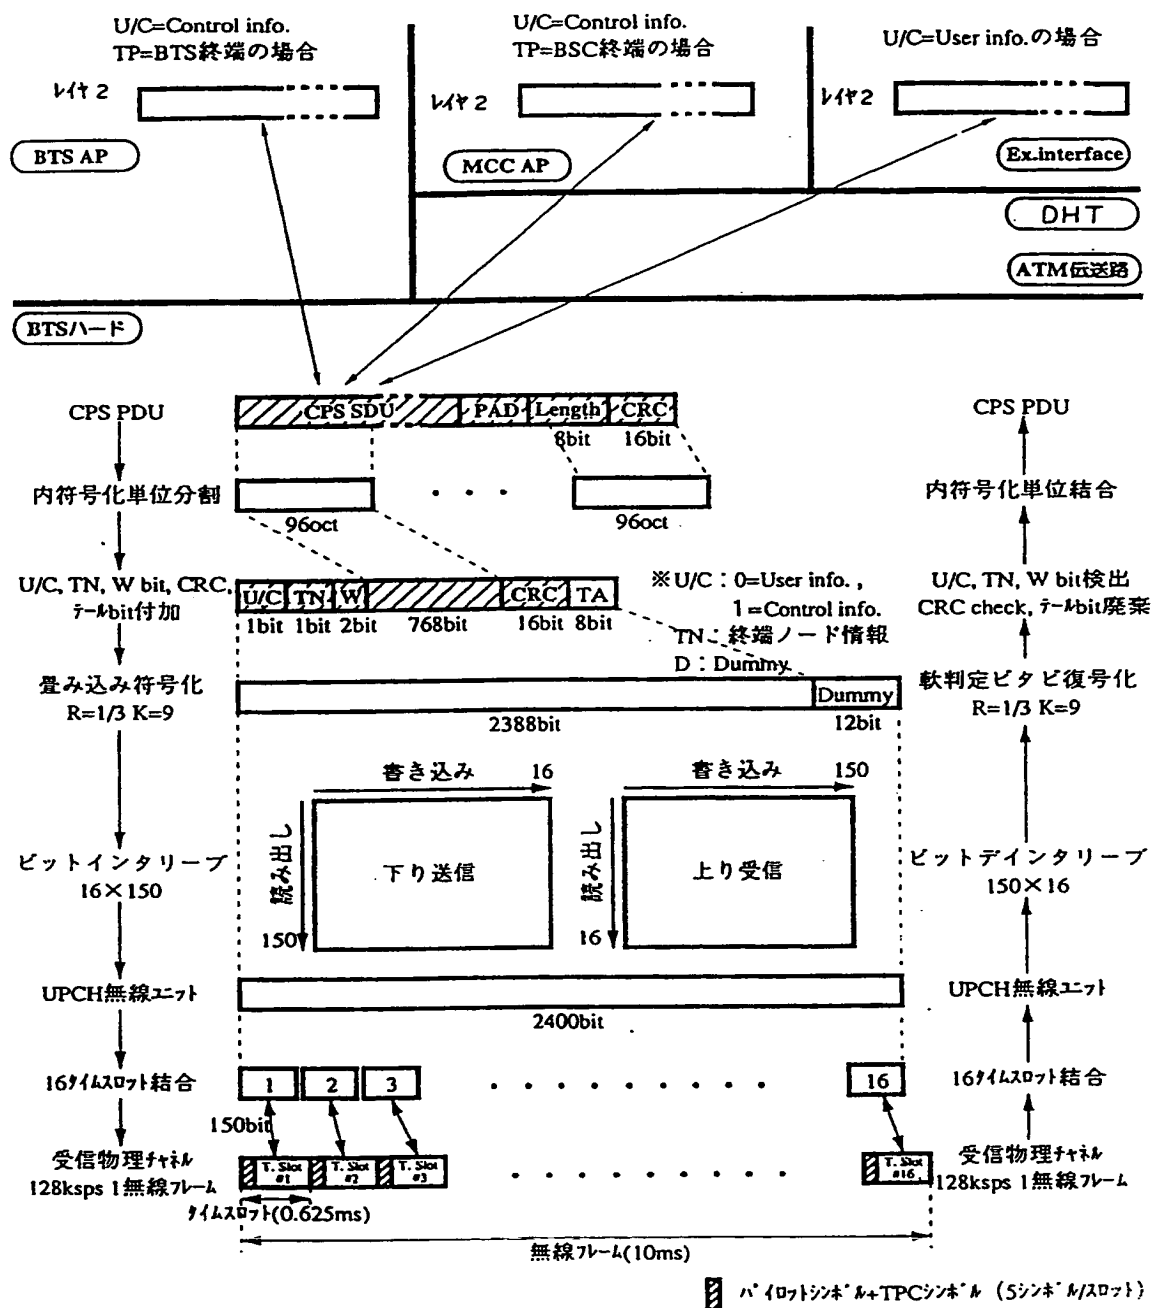 U/C=Control info.
TP=BTS終端の場合
U/C=Control info.
TP=BSC終端の場合
U/C=User info.の場合
レイヤ2
レイヤ2
レイヤ2
BTS AP
MCC AP
Ex.interface
DHT
ATM伝送路
BTSハード
CPS PDU
CPS SDU
PAD
Length
CRC
CPS PDU
8bit
16bit
内符号化単位分割
・ ・ ・
内符号化単位結合
96oct
96oct
U/C, TN, W bit, CRC,
テールbit付加
U/C
TN
W
CRC
TA
1bit
1bit
2bit
768bit
16bit
8bit
※U/C:0=User info. ,
1=Control info.
TN:終端ノード情報
D:Dummy
U/C, TN, W bit検出
CRC check, テールbit廃棄
畳み込み符号化
R=1/3 K=9
Dummy
2388bit
12bit
軟判定ビタビ復号化
R=1/3 K=9
書き込み
16
書き込み
150
読み出し
下り送信
150
読み出し
上り受信
16
ビットインタリーブ
16×150
ビットデインタリーブ
150×16
UPCH無線ユニット
2400bit
UPCH無線ユニット
16タイムスロット結合
1
2
3
・ ・ ・ ・ ・ ・ ・ ・ ・
16
16タイムスロット結合
150bit
受信物理チャネル
128ksps 1無線フレーム
T. Slot
#1
T. Slot
#2
T. Slot
#3
・ ・ ・ ・ ・ ・ ・ ・ ・
T. Slot
#16
受信物理チャネル
128ksps 1無線フレーム
タイムスロット(0.625ms)
無線フレーム(10ms)
パイロットシンボル+TPCシンボル (5シンボル/スロット)